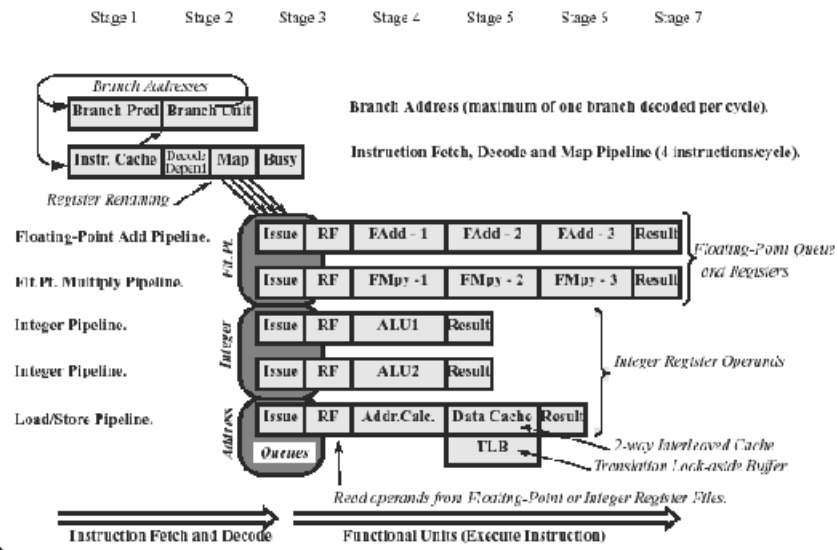 Stage 1 Stage 2 Stage 3 Stage 4 Stage 5 Stage 6 Stage 7
Branch Addresses
Branch Pred Branch Unit
Branch Address (maximum of one branch decoded per cycle).
Instr. Cache Decode Depend Map Busy
Instruction Fetch, Decode and Map Pipeline (4 instructions/cycle).
Register Renaming
Floating-Point Add Pipeline.
Flt.Pt.
Issue RF FAdd - 1 FAdd - 2 FAdd - 3 Result
Floating-Point Queue
and Registers
Flt.Pt. Multiply Pipeline.
Issue RF FMpy -1 FMpy - 2 FMpy - 3 Result
Integer Pipeline.
Integer
Issue RF ALU1 Result
Integer Register Operands
Integer Pipeline.
Issue RF ALU2 Result
Load/Store Pipeline.
Address
Issue RF Addr.Calc. Data Cache Result
Queues
TLB
2-way Interleaved Cache
Translation Look-aside Buffer
Read operands from Floating-Point or Integer Register Files.
Instruction Fetch and Decode
Functional Units (Execute Instruction)